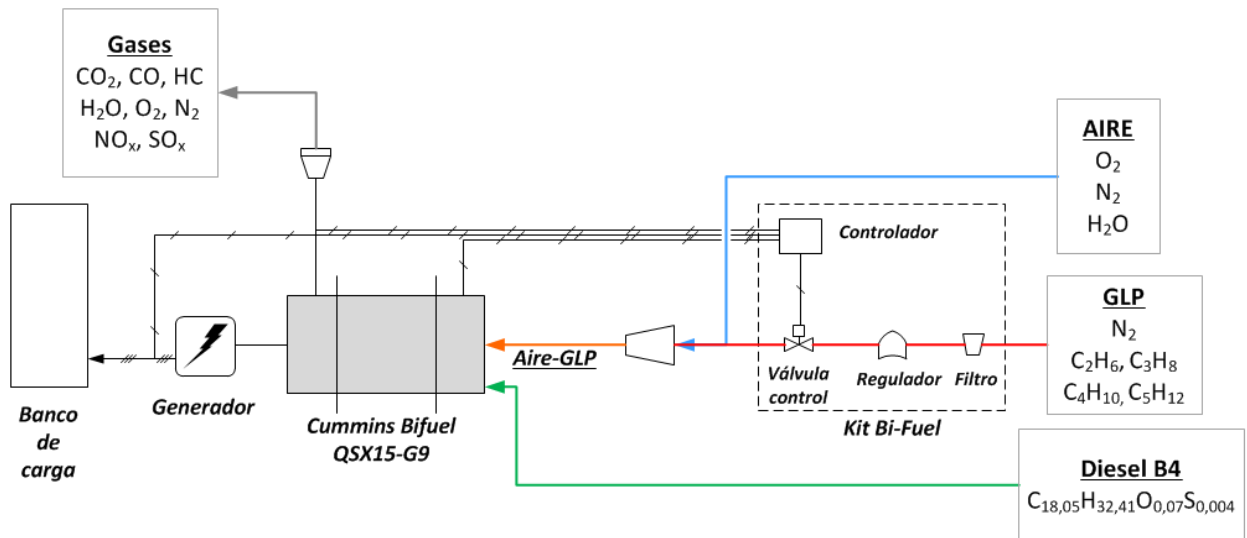 Gases
CO₂, CO, HC
H₂O, O₂, N₂
NOₓ, SOₓ
AIRE
O₂
N₂
H₂O
Controlador
GLP
N₂
C₂H₆, C₃H₈
C₄H₁₀, C₅H₁₂
Aire-GLP
Válvula
control
Regulador
Filtro
Kit Bi-Fuel
Generador
Banco
de
carga
Cummins Bifuel
QSX15-G9
Diesel B4
C₁₈,₀₅H₃₂,₄₁O₀,₀₇S₀,₀₀₄